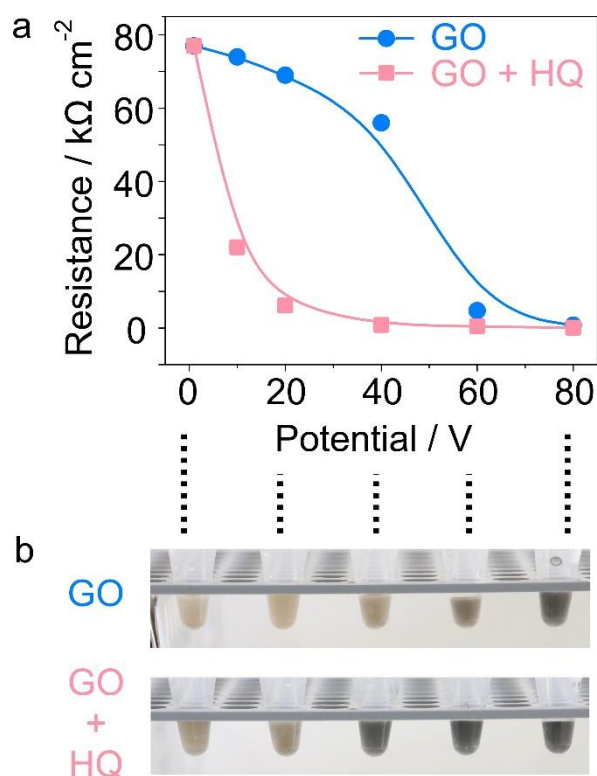 a
80
60
40
20
0
Resistance / kΩ cm⁻²
GO
GO + HQ
0 20 40 60 80
Potential / V
b
GO
GO
+
HQ